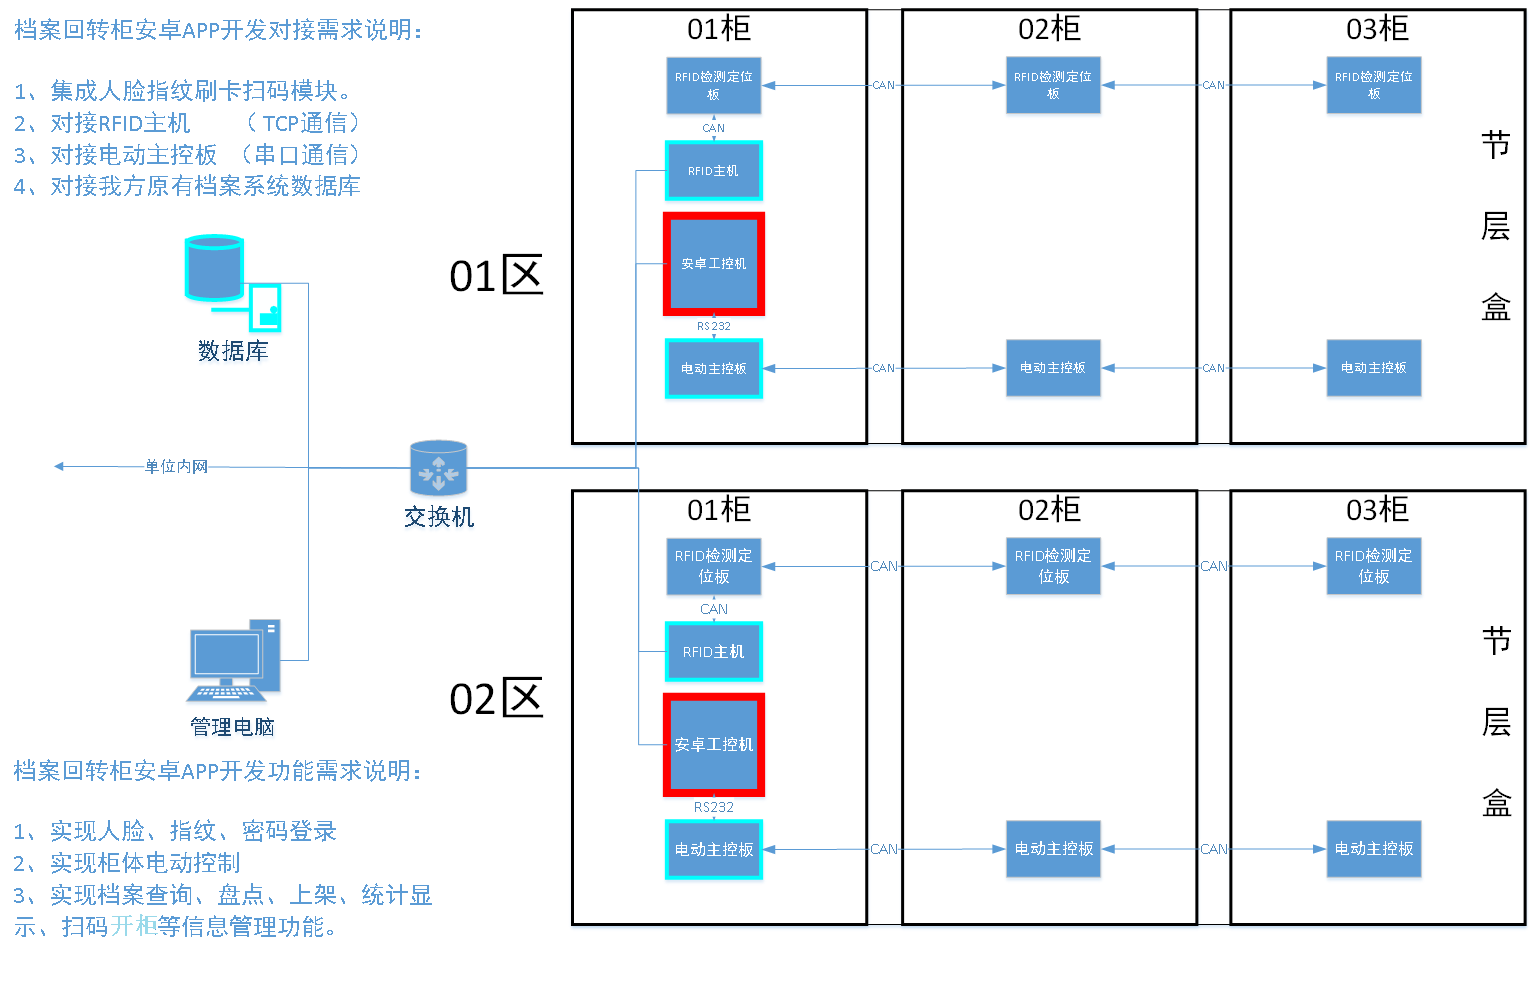 档案回转柜安卓APP开发对接需求说明：
1、集成人脸指纹刷卡扫码模块。
2、对接RFID主机 （ TCP通信）
3、对接电动主控板 （串口通信）
4、对接我方原有档案系统数据库
数据库
单位内网
交换机
管理电脑
档案回转柜安卓APP开发功能需求说明：
1、实现人脸、指纹、密码登录
2、实现柜体电动控制
3、实现档案查询、盘点、上架、统计显
示、扫码开柜等信息管理功能。
01区
01柜
02柜
03柜
RFID检测定位
板
CAN
RFID检测定位
板
CAN
RFID检测定位
板
CAN
RFID主机
安卓工控机
RS232
电动主控板
CAN
电动主控板
CAN
电动主控板
节
层
盒
02区
01柜
02柜
03柜
RFID检测定
位板
CAN
RFID检测定
位板
CAN
RFID检测定
位板
CAN
RFID主机
安卓工控机
RS232
电动主控板
CAN
电动主控板
CAN
电动主控板
节
层
盒